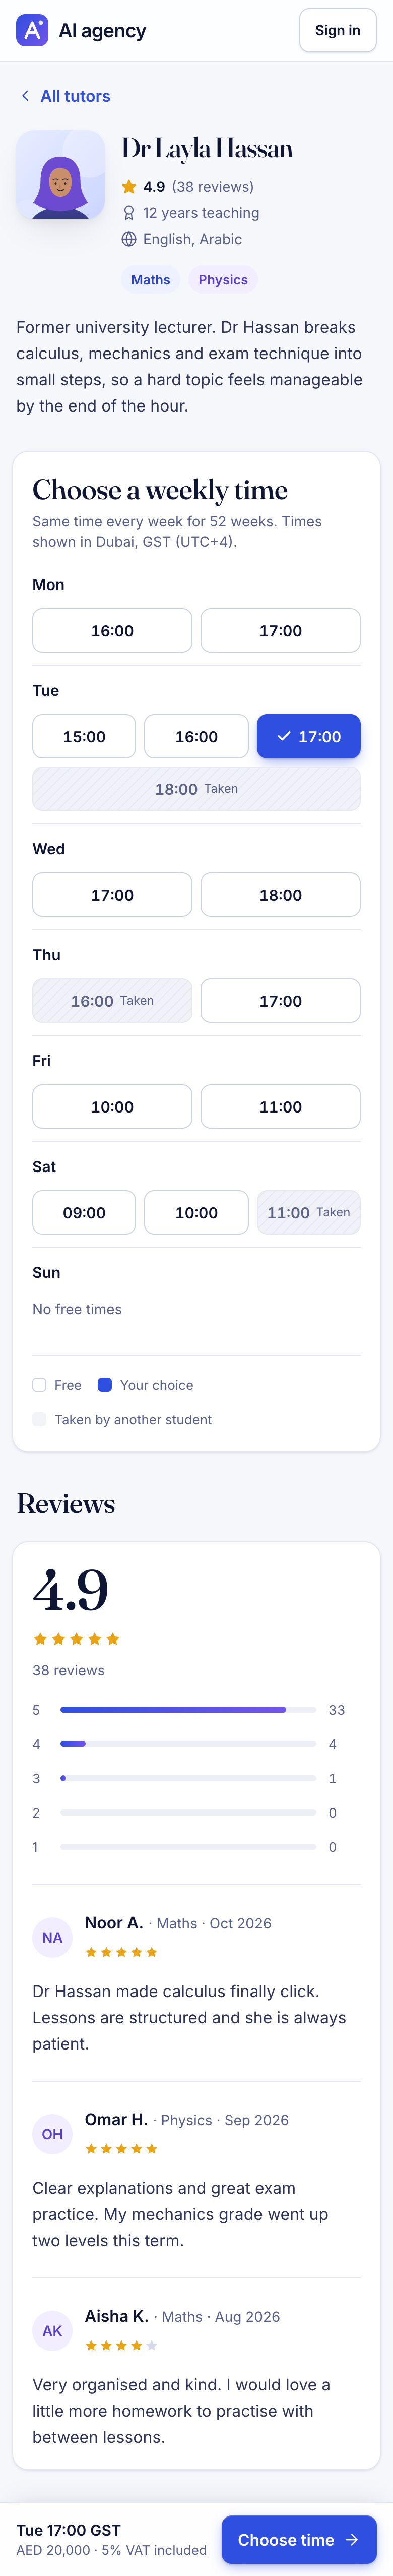 AI agency
Sign in
All tutors
Dr Layla Hassan
4.9 (38 reviews)
12 years teaching
English, Arabic
Maths Physics
Former university lecturer. Dr Hassan breaks
calculus, mechanics and exam technique into
small steps, so a hard topic feels manageable
by the end of the hour.
Choose a weekly time
Same time every week for 52 weeks. Times
shown in Dubai, GST (UTC+4).
Mon
16:00 17:00
Tue
15:00 16:00 17:00
18:00 Taken
Wed
17:00 18:00
Thu
16:00 Taken 17:00
Fri
10:00 11:00
Sat
09:00 10:00 11:00 Taken
Sun
No free times
Free Your choice
Taken by another student
Reviews
4.9
38 reviews
5 33
4 4
3 1
2 0
1 0
NA Noor A. · Maths · Oct 2026
Dr Hassan made calculus finally click.
Lessons are structured and she is always
patient.
OH Omar H. · Physics · Sep 2026
Clear explanations and great exam
practice. My mechanics grade went up
two levels this term.
AK Aisha K. · Maths · Aug 2026
Very organised and kind. I would love a
little more homework to practise with
between lessons.
Tue 17:00 GST
AED 20,000 · 5% VAT included
Choose time